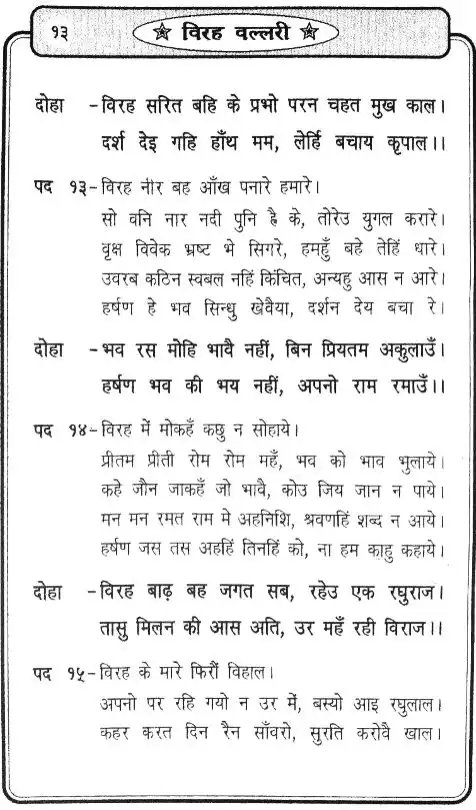 १३
विरह वल्लरी
दोहा -विरह सरित बहि के प्रभो परन चहत मुख काल।
दर्श देइ गहि हाँथ मम, लेर्हि बचाय कृपाल।।
पद १३-विरह नीर बह आँख पनारे हमारे।
सो वनि नार नदी पुनि ह्वै के, तोरेउ युगल करारे।
वृक्ष विवेक भ्रष्ट भे सिगरे, हमहुँ बहे तेहिं धारे।
उवरब कठिन स्वबल नहिं किंचित, अन्यहु आस न आरे।
हर्षण हे भव सिन्धु खेवैया, दर्शन देय बचा रे।
दोहा -भव रस मोहि भावै नहीं, बिन प्रियतम अकुलाउँ।
हर्षण भव की भय नहीं, अपनो राम रमाउँ।।
पद १४-विरह में मोकहँ कछु न सोहाये।
प्रीतम प्रीती रोम रोम महँ, भव को भाव भुलाये।
कहे जौन जाकहँ जो भावै, कोउ जिय जान न पाये।
मन मन रमत राम मे अहनिशि, श्रवणहिं शब्द न आये।
हर्षण जस तस अहहिं तिनहिं को, ना हम काहु कहाये।
दोहा -विरह बाढ़ बह जगत सब, रहेउ एक रघुराज।
तासु मिलन की आस अति, उर महँ रही विराज।।
पद १५-विरह के मारे फिरौं विहाल।
अपनो पर रहि गयो न उर में, बस्यो आइ रघुलाल।
कहर करत दिन रैन साँवरो, सुरति करोवै खाल।